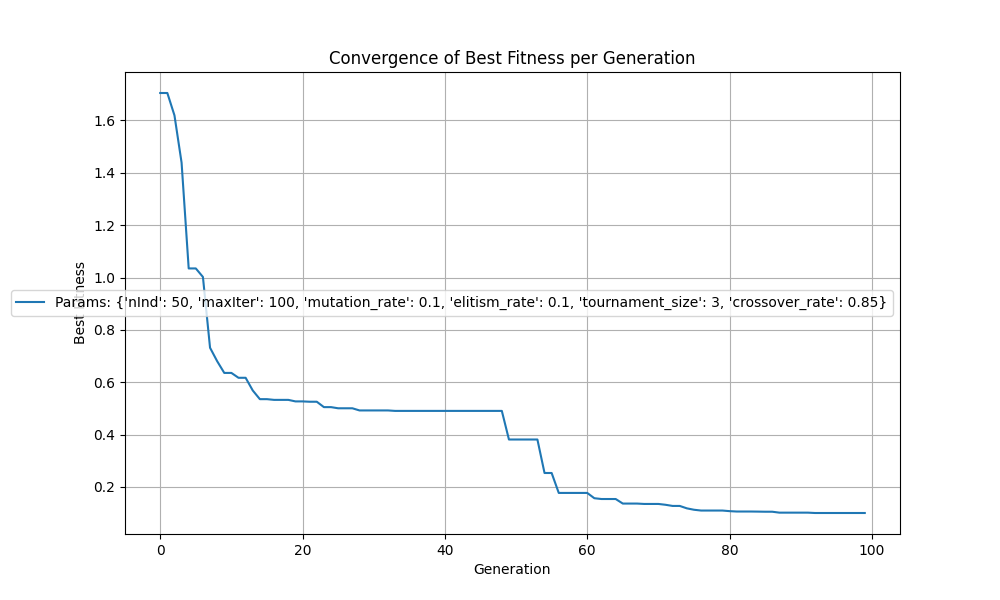 Convergence of Best Fitness per Generation
1.6
1.4
1.2
1.0
0.8
0.6
0.4
0.2
Best
Params: {'nInd': 50, 'maxIter': 100, 'mutation_rate': 0.1, 'elitism_rate': 0.1, 'tournament_size': 3, 'crossover_rate': 0.85}
0 20 40 60 80 100
Generation